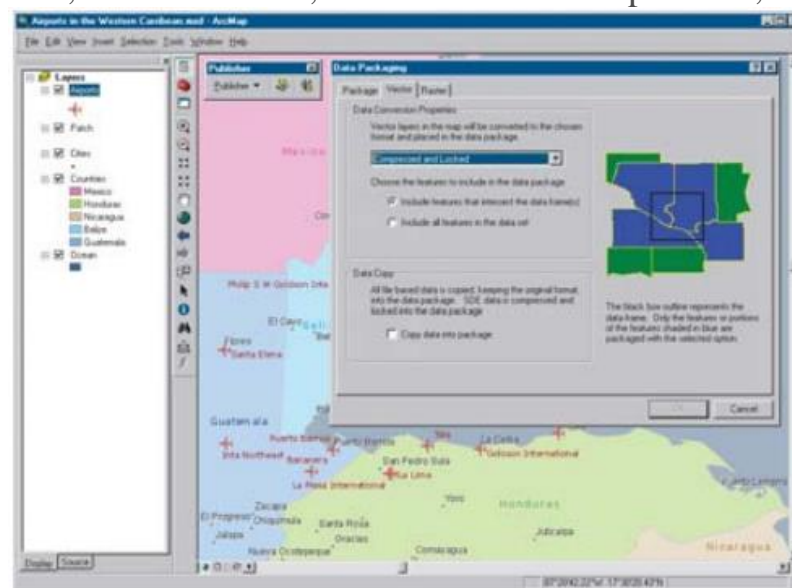 Airports in the Western Caribbean.mxd - ArcMap
File Edit View Insert Selection Tools Window Help
Layers
Airports
Patch
Cities
Countries
Mexico
Honduras
Nicaragua
Belize
Guatemala
Ocean
Display Source
Publisher
Publisher
Data Packaging
Package Vector Raster
Data Conversion Properties
Vector layers in the map will be converted to the chosen
format and placed in the data package.
Compressed and Locked
Choose the features to include in the data package
Include features that intersect the data frame(s)
Include all features in the data set
Data Copy
All file based data is copied, keeping the original format,
into the data package. SDE data is compressed and
locked into the data package
Copy data into package
The black box outline represents the
data frame. Only the features or portions
of the features shaded in blue are
packaged with the selected option.
Cancel
Mexico
Philip S W Goldson
El Cayo
Flores
Santa Elena
Guatemala
Puerto Barrios
Puerto Barrios
Tela
La Ceiba
Goloson International
Bananera
San Pedro Sula
La Lima
La Mesa International
Yoro
Honduras
Zacapa
El Progreso
Chiquimula
Santa Rosa
Jalapa
Gracias
Juticalpa
Nueva Ocotepeque
Comayagua
Nicaragua